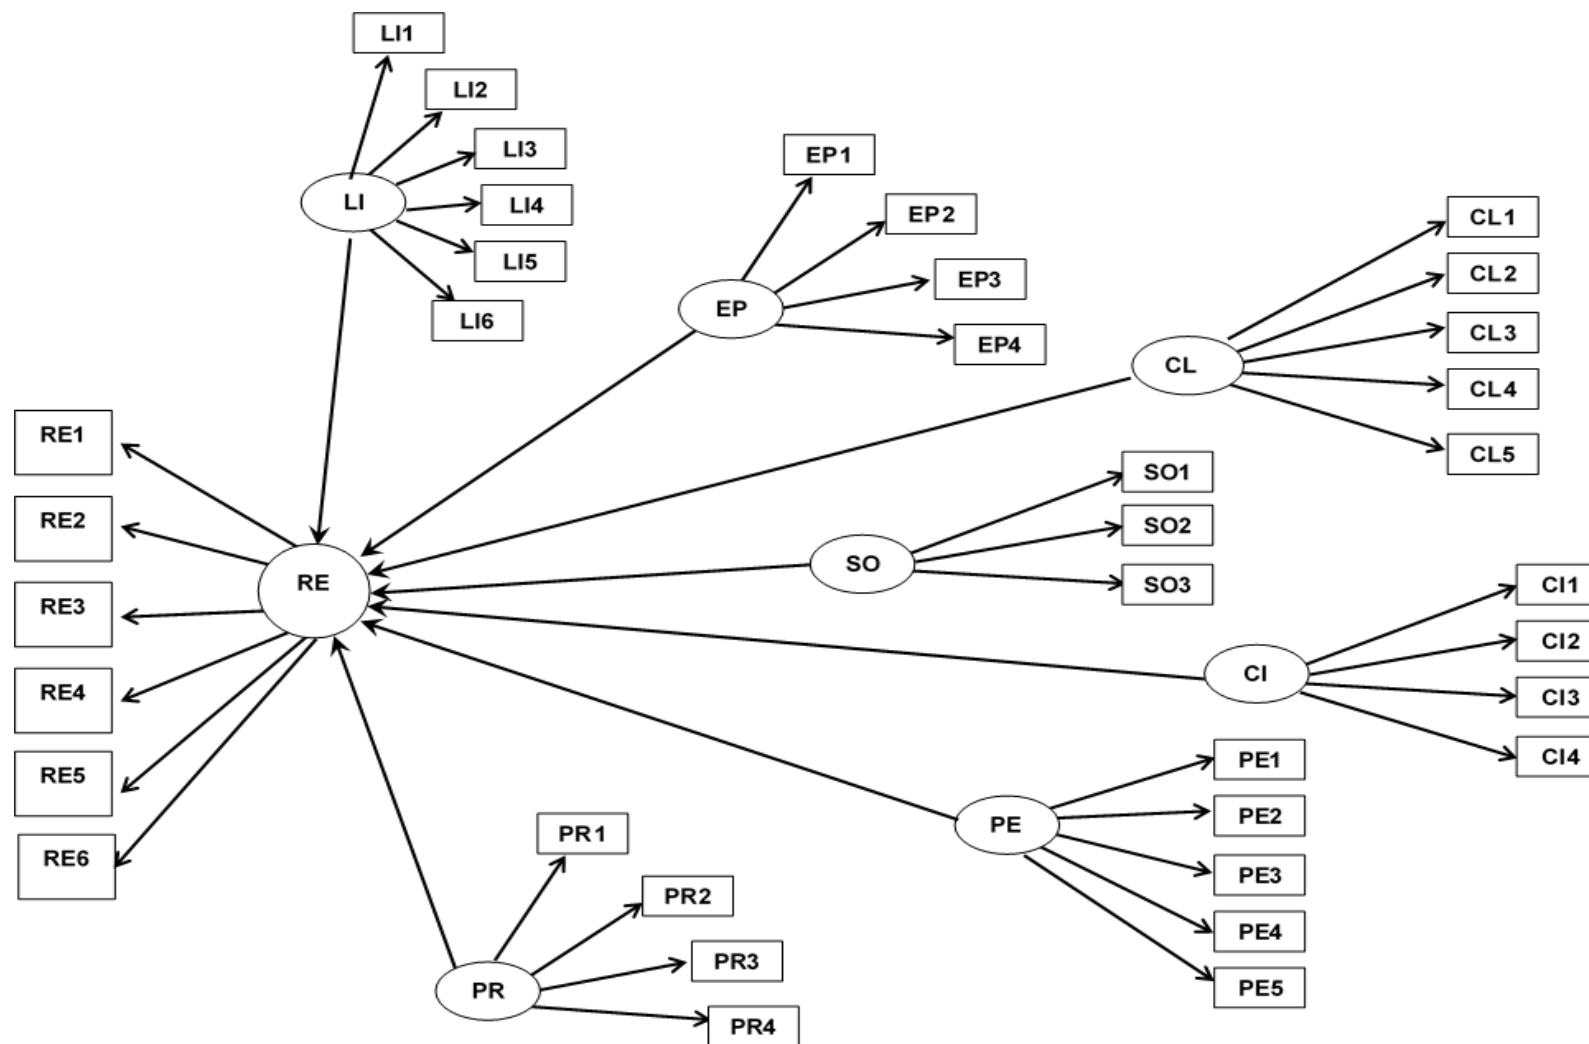 LI1
LI2
LI3
LI
LI4
LI5
LI6
EP1
EP2
EP3
EP
EP4
CL1
CL2
CL3
CL
CL4
CL5
RE1
RE2
RE
RE3
RE4
RE5
RE6
SO1
SO2
SO
SO3
CI1
CI2
CI
CI3
CI4
PE1
PE2
PE
PE3
PE4
PE5
PR1
PR2
PR3
PR
PR4